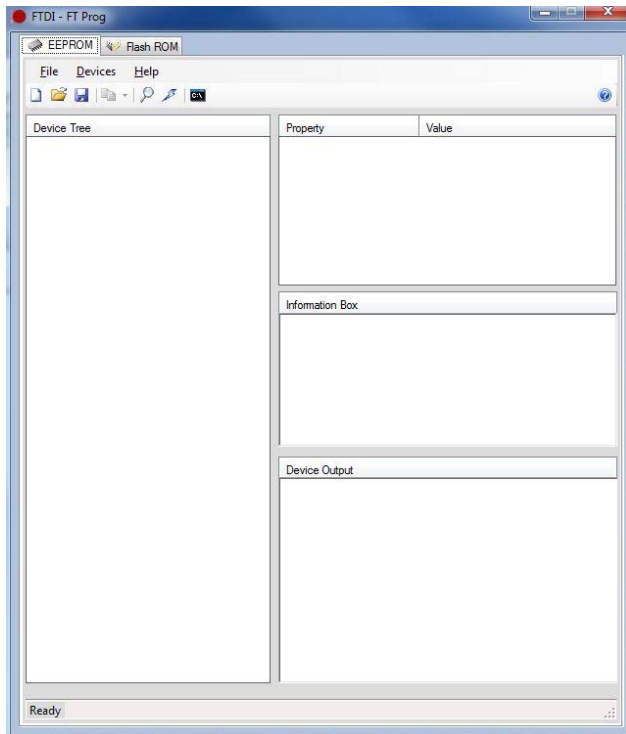 FTDI - FT Prog
EEPROM Flash ROM
File Devices Help
C:\
Device Tree
Property Value
Information Box
Device Output
Ready